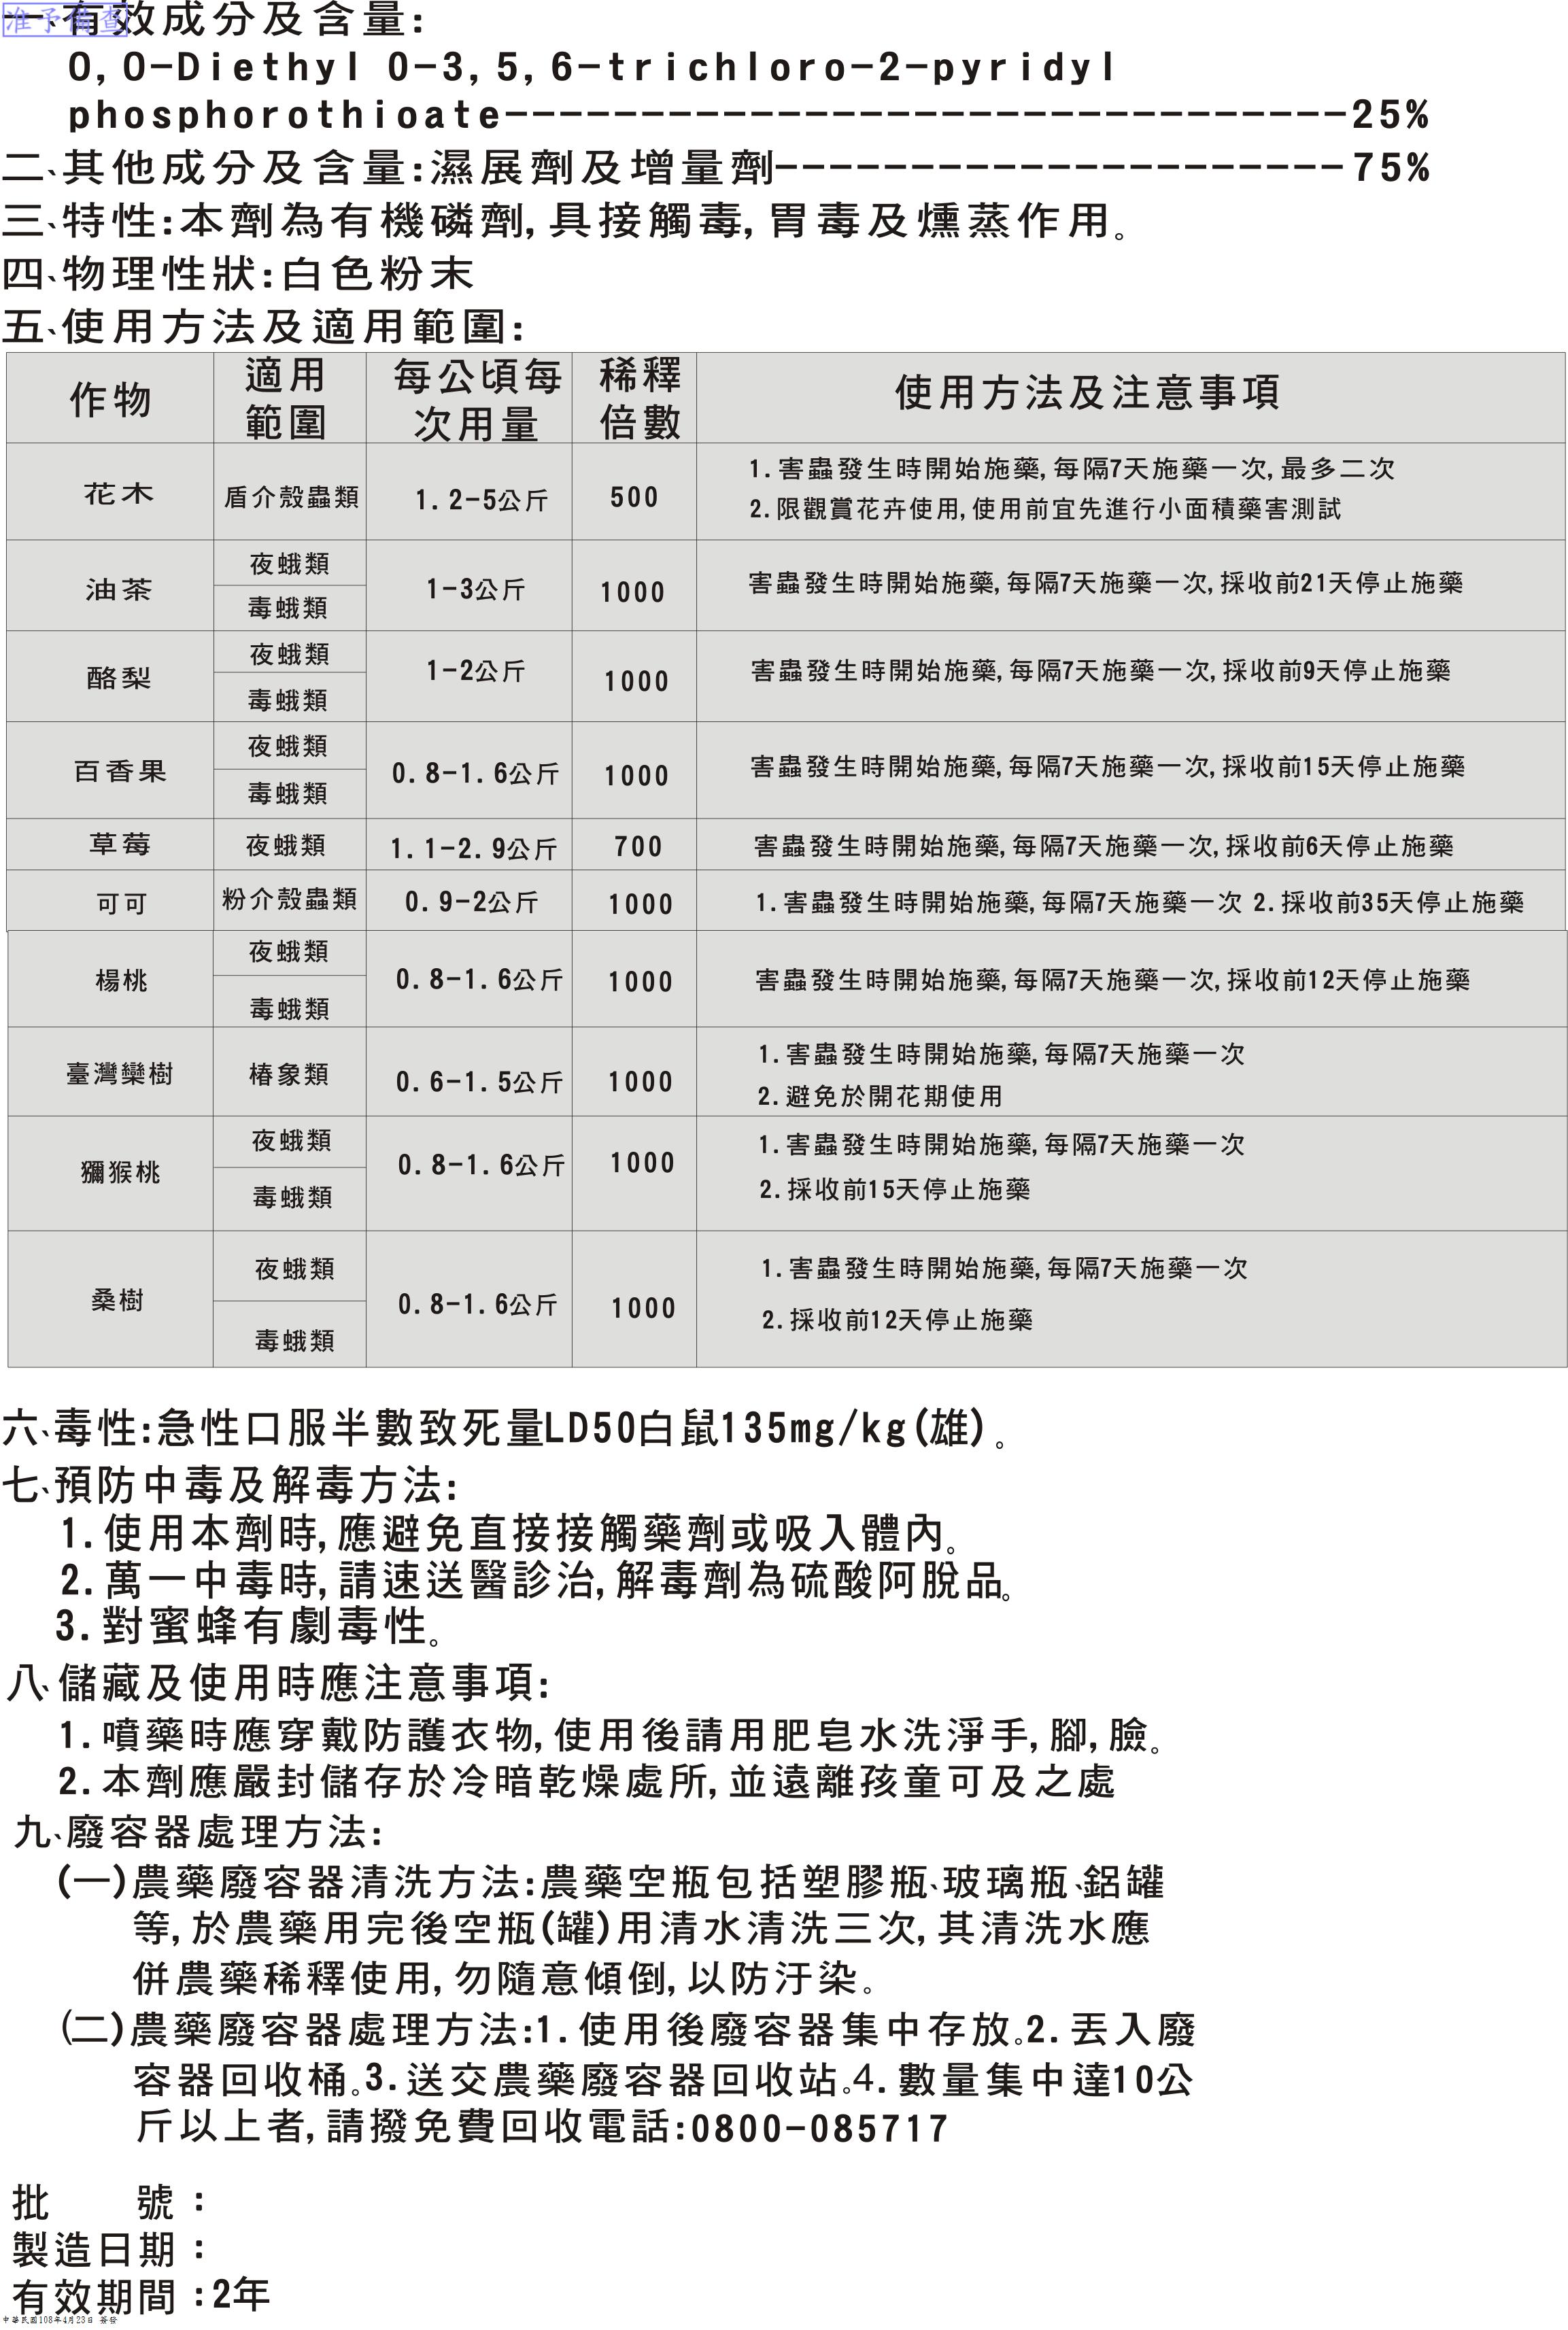 准予備查
一、有效成分及含量:
O,O-Diethyl O-3,5,6-trichloro-2-pyridyl
phosphorothioate-------------------------------25%
二、其他成分及含量:濕展劑及增量劑---------------------75%
三、特性:本劑為有機磷劑,具接觸毒,胃毒及燻蒸作用。
四、物理性狀:白色粉末
五、使用方法及適用範圍:
作物 適用範圍 每公頃每次用量 稀釋倍數 使用方法及注意事項
花木 盾介殼蟲類 1.2-5公斤 500 1.害蟲發生時開始施藥,每隔7天施藥一次,最多二次
2.限觀賞花卉使用,使用前宜先進行小面積藥害測試
油茶 夜蛾類 毒蛾類 1-3公斤 1000 害蟲發生時開始施藥,每隔7天施藥一次,採收前21天停止施藥
酪梨 夜蛾類 毒蛾類 1-2公斤 1000 害蟲發生時開始施藥,每隔7天施藥一次,採收前9天停止施藥
百香果 夜蛾類 毒蛾類 0.8-1.6公斤 1000 害蟲發生時開始施藥,每隔7天施藥一次,採收前15天停止施藥
草莓 夜蛾類 1.1-2.9公斤 700 害蟲發生時開始施藥,每隔7天施藥一次,採收前6天停止施藥
可可 粉介殼蟲類 0.9-2公斤 1000 1.害蟲發生時開始施藥,每隔7天施藥一次 2.採收前35天停止施藥
楊桃 夜蛾類 毒蛾類 0.8-1.6公斤 1000 害蟲發生時開始施藥,每隔7天施藥一次,採收前12天停止施藥
臺灣欒樹 椿象類 0.6-1.5公斤 1000 1.害蟲發生時開始施藥,每隔7天施藥一次
2.避免於開花期使用
獼猴桃 夜蛾類 毒蛾類 0.8-1.6公斤 1000 1.害蟲發生時開始施藥,每隔7天施藥一次
2.採收前15天停止施藥
桑樹 夜蛾類 毒蛾類 0.8-1.6公斤 1000 1.害蟲發生時開始施藥,每隔7天施藥一次
2.採收前12天停止施藥
六、毒性:急性口服半數致死量LD50白鼠135mg/kg(雄)。
七、預防中毒及解毒方法:
1.使用本劑時,應避免直接接觸藥劑或吸入體內。
2.萬一中毒時,請速送醫診治,解毒劑為硫酸阿脫品。
3.對蜜蜂有劇毒性。
八、儲藏及使用時應注意事項:
1.噴藥時應穿戴防護衣物,使用後請用肥皂水洗淨手,腳,臉。
2.本劑應嚴封儲存於冷暗乾燥處所,並遠離孩童可及之處
九、廢容器處理方法:
(一)農藥廢容器清洗方法:農藥空瓶包括塑膠瓶、玻璃瓶、鋁罐
等,於農藥用完後空瓶(罐)用清水清洗三次,其清洗水應
併農藥稀釋使用,勿隨意傾倒,以防汙染。
(二)農藥廢容器處理方法:1.使用後廢容器集中存放。2.丟入廢
容器回收桶。3.送交農藥廢容器回收站。4.數量集中達10公
斤以上者,請撥免費回收電話:0800-085717
批 號:
製造日期:
有效期間:2年
中華民國108年4月23日 簽發